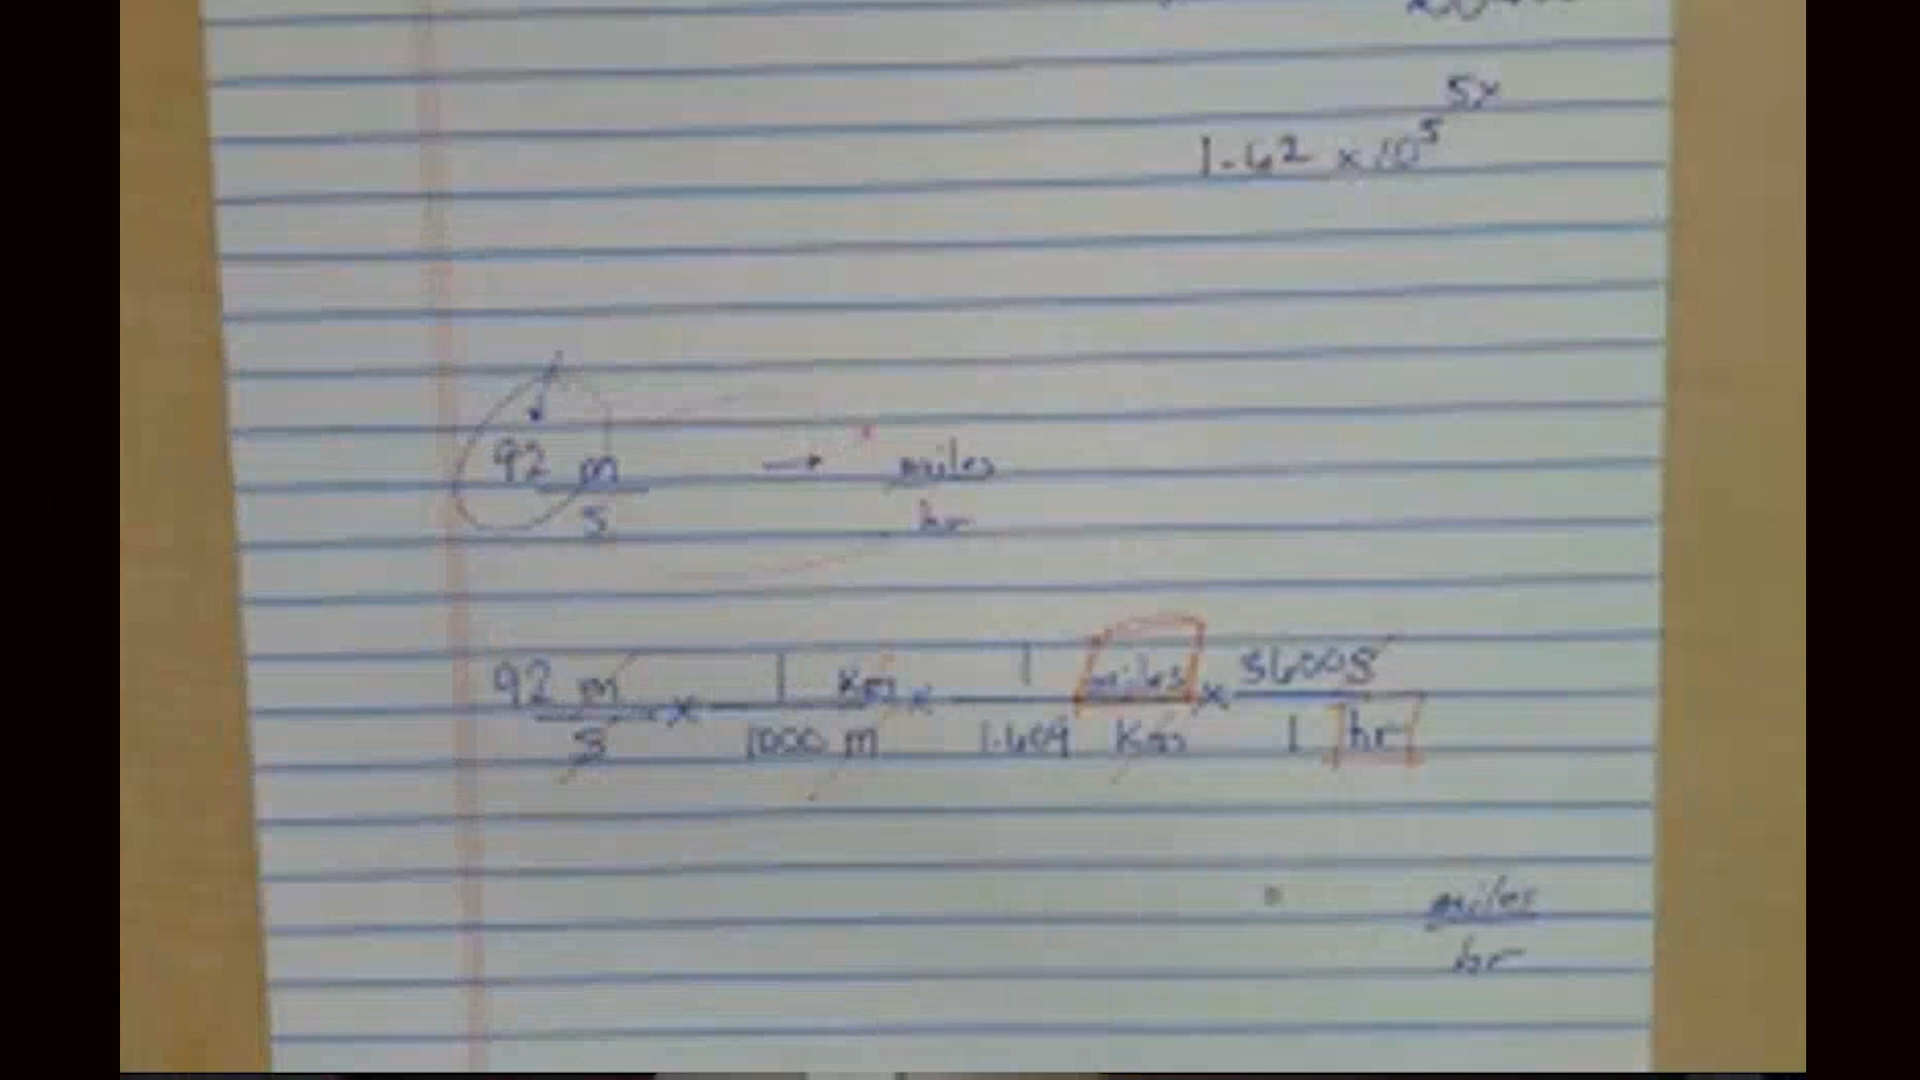 5x
1.62 x 10^5
92 m/s → miles/hr
92 m/s x 1 Km/1000 m x 1 miles/1.609 Km x 3600s/1 hr
miles/hr